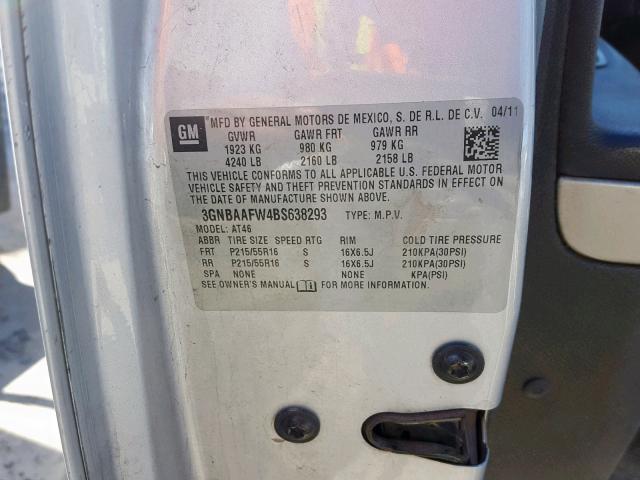 GM MFD BY GENERAL MOTORS DE MEXICO, S. DE R.L. DE C.V. 04/11
GVWR GAWR FRT GAWR RR
1923 KG 980 KG 979 KG
4240 LB 2160 LB 2158 LB
THIS VEHICLE CONFORMS TO ALL APPLICABLE U.S. FEDERAL MOTOR
VEHICLE SAFETY AND THEFT PREVENTION STANDARDS IN EFFECT ON
THE DATE OF MANUFACTURE SHOWN ABOVE.
3GNBAAFW4BS638293 TYPE: M.P.V.
MODEL: AT46
ABBR TIRE SIZE SPEED RTG RIM COLD TIRE PRESSURE
FRT P215/55R16 S 16X6.5J 210KPA(30PSI)
RR P215/55R16 S 16X6.5J 210KPA(30PSI)
SPA NONE NONE KPA(PSI)
SEE OWNER'S MANUAL FOR MORE INFORMATION